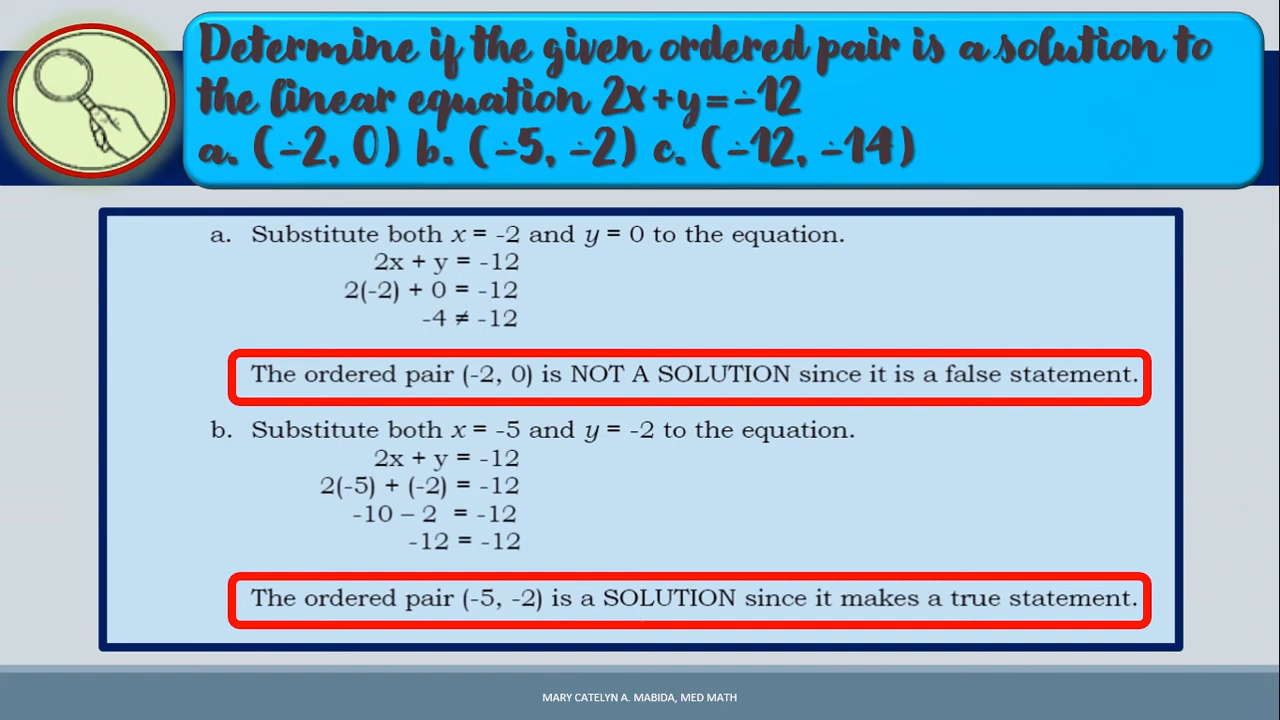 Determine if the given ordered pair is a solution to
the linear equation 2x+y=-12
a. (-2, 0) b. (-5, -2) c. (-12, -14)
a. Substitute both x = -2 and y = 0 to the equation.
2x + y = -12
2(-2) + 0 = -12
-4 ≠ -12
The ordered pair (-2, 0) is NOT A SOLUTION since it is a false statement.
b. Substitute both x = -5 and y = -2 to the equation.
2x + y = -12
2(-5) + (-2) = -12
-10 – 2 = -12
-12 = -12
The ordered pair (-5, -2) is a SOLUTION since it makes a true statement.
MARY CATELYN A. MABIDA, MED MATH